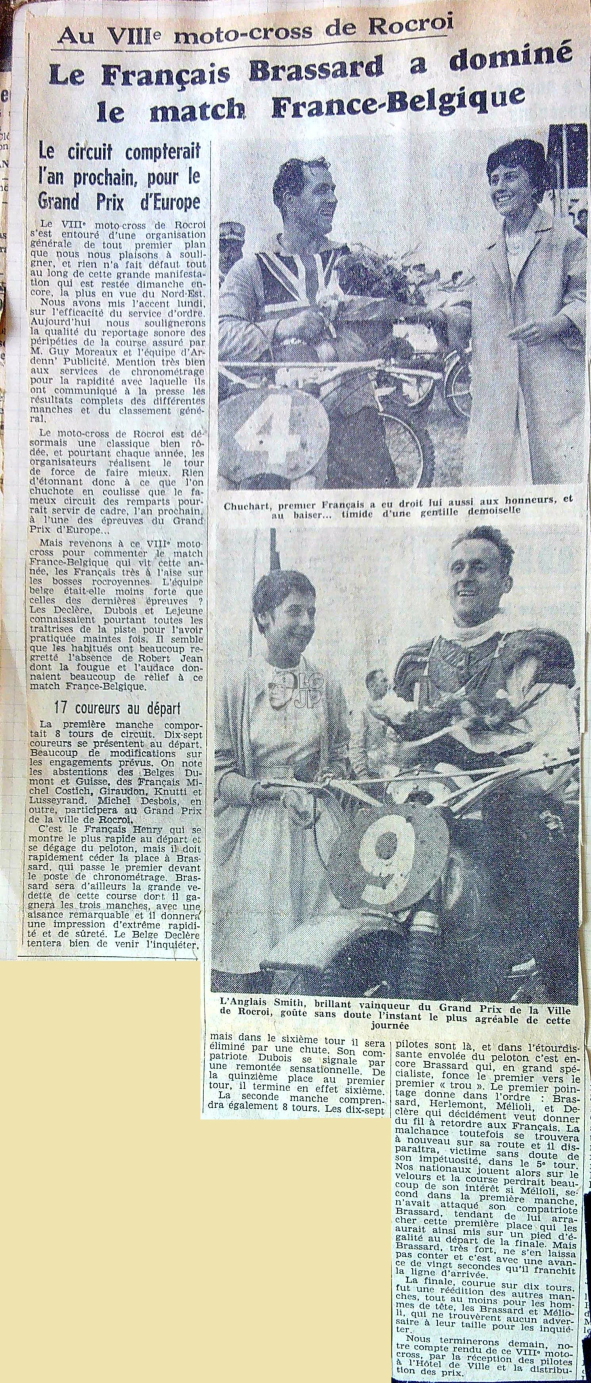 Au VIIIe moto-cross de Rocroi
Le Français Brassard a dominé
le match France-Belgique
Le circuit compterait
l'an prochain, pour le
Grand Prix d'Europe
Le VIIIe moto-cross de Rocroi
s'est entouré d'une organisation
générale de tout premier plan
que nous nous plaisons à souli-
gner, et rien n'a fait défaut tout
au long de cette grande manifesta-
tion qui est restée dimanche en-
core, la plus en vue du Nord-Est.
Nous avons mis l'accent lundi,
sur l'efficacité du service d'ordre.
Aujourd'hui nous soulignerons
la qualité du reportage sonore des
péripéties de la course assuré par
M. Guy Moreaux et l'équipe d'Ar-
denn' Publicité. Mention très bien
aux services de chronométrage
pour la rapidité avec laquelle ils
ont communiqué à la presse les
résultats complets des différentes
manches et du classement géné-
ral.
Le moto-cross de Rocroi est dé-
sormais une classique bien rô-
dée, et pourtant chaque année, les
organisateurs réalisent le tour
de force de faire mieux. Rien
d'étonnant donc à ce que l'on
chuchote en coulisse que le fa-
meux circuit des remparts pour-
rait servir de cadre, l'an prochain,
à l'une des épreuves du Grand
Prix d'Europe...
Mais revenons à ce VIIIe moto-
cross pour commenter le match
France-Belgique qui vit cette an-
née, les Français très à l'aise sur
les bosses rocroyennes. L'équipe
belge était-elle moins forte que
celles des dernières épreuves ?
Les Declère, Dubois et Lejeune
connaissaient pourtant toutes les
traîtrises de la piste pour l'avoir
pratiquée maintes fois. Il semble
que les habitués ont beaucoup re-
gretté l'absence de Robert Jean
dont la fougue et l'audace don-
naient beaucoup de relief à ce
match France-Belgique.
17 coureurs au départ
La première manche compor-
tait 8 tours de circuit. Dix-sept
coureurs se présentent au départ.
Beaucoup de modifications sur
les engagements prévus. On note
les abstentions des Belges Du-
mont et Guisse, des Français Mi-
chel Costich, Giraudon, Knutti et
Lusseyrand. Michel Desbois, en
outre, participera au Grand Prix
de la ville de Rocroi.
C'est le Français Henry qui se
montre le plus rapide au départ et
se dégage du peloton, mais il doit
rapidement céder la place à Bras-
sard, qui passe le premier devant
le poste de chronométrage. Bras-
sard sera d'ailleurs la grande ve-
dette de cette course dont il ga-
gnera les trois manches, avec une
aisance remarquable et il donnera
une impression d'extrême rapidi-
té et de sûreté. Le Belge Declère
tentera bien de venir l'inquiéter,
4
Chuchart, premier Français a eu droit lui aussi aux honneurs, et
au baiser... timide d'une gentille demoiselle
9
L'Anglais Smith, brillant vainqueur du Grand Prix de la Ville
de Rocroi, goûte sans doute l'instant le plus agréable de cette
journée
mais dans le sixième tour il sera
éliminé par une chute. Son com-
patriote Dubois se signale par
une remontée sensationnelle. De
la quinzième place au premier
tour, il termine en effet sixième.
La seconde manche compren-
dra également 8 tours. Les dix-sept
pilotes sont là, et dans l'étourdis-
sante envolée du peloton c'est en-
core Brassard qui, en grand spé-
cialiste, fonce le premier vers le
premier « trou ». Le premier poin-
tage donne dans l'ordre : Bras-
sard, Herlemont, Mélioli, et De-
clère qui décidément veut donner
du fil à retordre aux Français. La
malchance toutefois se trouvera
à nouveau sur sa route et il dis-
paraîtra, victime sans doute de
son impétuosité, dans le 5e tour.
Nos nationaux jouent alors sur le
velours et la course perdrait beau-
coup de son intérêt si Mélioli, se-
cond dans la première manche,
n'avait attaqué son compatriote
Brassard, tendant de lui arra-
cher cette première place qui les
aurait ainsi mis sur un pied d'é-
galité au départ de la finale. Mais
Brassard, très fort, ne s'en laissa
pas conter et c'est avec une avan-
ce de vingt secondes qu'il franchit
la ligne d'arrivée.
La finale, courue sur dix tours,
fut une réédition des autres man-
ches, tout au moins pour les hom-
mes de tête, les Brassard et Mélio-
li, qui ne trouvèrent aucun adver-
saire à leur taille pour les inquié-
ter.
Nous terminerons demain, no-
tre compte rendu de ce VIIIe moto-
cross, par la réception des pilotes
à l'Hôtel de Ville et la distribu-
tion des prix.